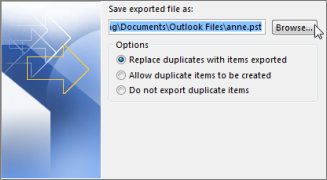 Save exported file as:
ig\Documents\Outlook Files\anne.pst
Browse...
Options
Replace duplicates with items exported
Allow duplicate items to be created
Do not export duplicate items